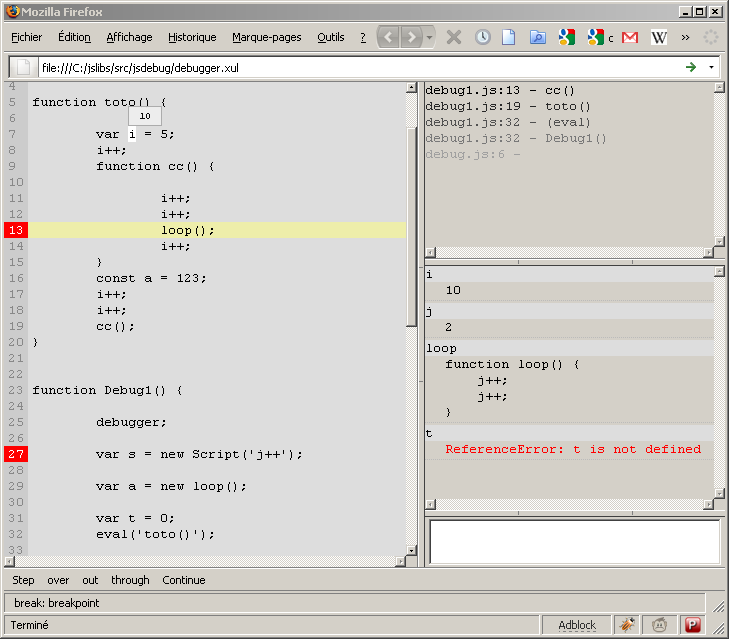 Mozilla Firefox
Fichier Édition Affichage Historique Marque-pages Outils ? c M W »
file:///C:/jslibs/src/jsdebug/debugger.xul
4
5 function toto() {
6
10
7 var i = 5;
8 i++;
9 function cc() {
10
11 i++;
12 i++;
13 loop();
14 i++;
15 }
16 const a = 123;
17 i++;
18 i++;
19 cc();
20 }
21
22
23 function Debug1() {
24
25 debugger;
26
27 var s = new Script('j++');
28
29 var a = new loop();
30
31 var t = 0;
32 eval('toto()');
33
debug1.js:13 - cc()
debug1.js:19 - toto()
debug1.js:32 - (eval)
debug1.js:32 - Debug1()
debug.js:6 -
i
10
j
2
loop
function loop() {
j++;
j++;
}
t
ReferenceError: t is not defined
Step over out through Continue
break: breakpoint
Terminé Adblock P